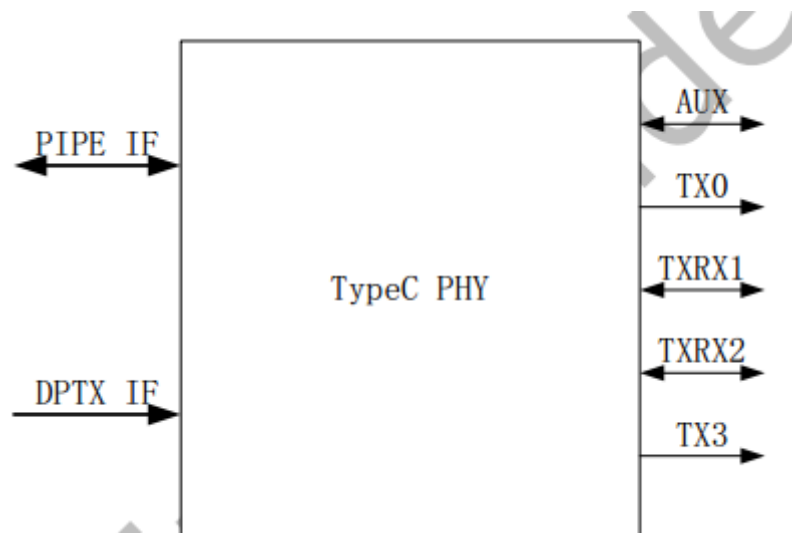 AUX
PIPE IF
TX0
TXRX1
TypeC PHY
TXRX2
DPTX IF
TX3